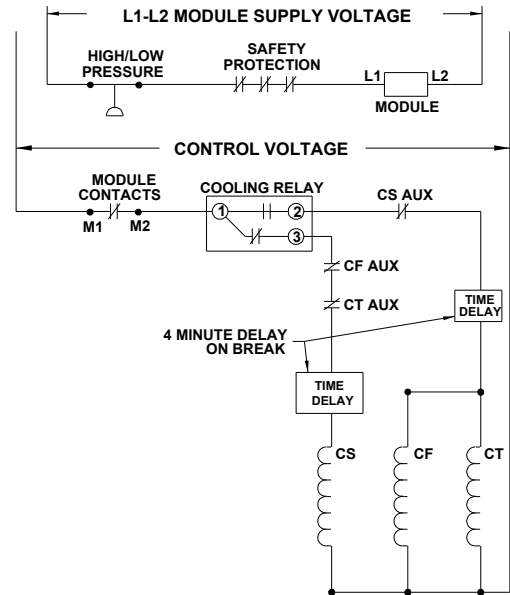 L1-L2 MODULE SUPPLY VOLTAGE
HIGH/LOW
PRESSURE
SAFETY
PROTECTION
L1
L2
MODULE
CONTROL VOLTAGE
MODULE
CONTACTS
M1
M2
COOLING RELAY
1
2
3
CS AUX
CF AUX
CT AUX
TIME
DELAY
4 MINUTE DELAY
ON BREAK
TIME
DELAY
CS
CF
CT